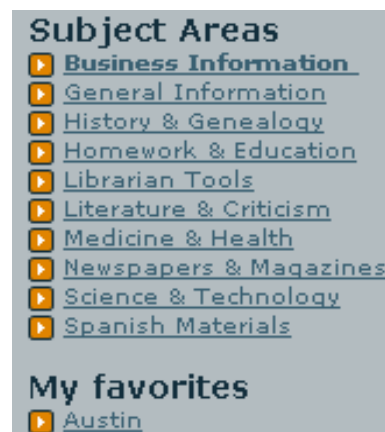 Subject Areas
Business Information
General Information
History & Genealogy
Homework & Education
Librarian Tools
Literature & Criticism
Medicine & Health
Newspapers & Magazines
Science & Technology
Spanish Materials
My favorites
Austin